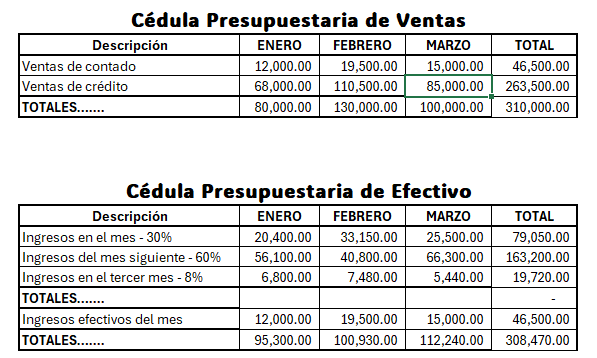 Cédula Presupuestaria de Ventas
Descripción ENERO FEBRERO MARZO TOTAL
Ventas de contado 12,000.00 19,500.00 15,000.00 46,500.00
Ventas de crédito 68,000.00 110,500.00 85,000.00 263,500.00
TOTALES....... 80,000.00 130,000.00 100,000.00 310,000.00
Cédula Presupuestaria de Efectivo
Descripción ENERO FEBRERO MARZO TOTAL
Ingresos en el mes - 30% 20,400.00 33,150.00 25,500.00 79,050.00
Ingresos del mes siguiente - 60% 56,100.00 40,800.00 66,300.00 163,200.00
Ingresos en el tercer mes - 8% 6,800.00 7,480.00 5,440.00 19,720.00
TOTALES....... -
Ingresos efectivos del mes 12,000.00 19,500.00 15,000.00 46,500.00
TOTALES....... 95,300.00 100,930.00 112,240.00 308,470.00